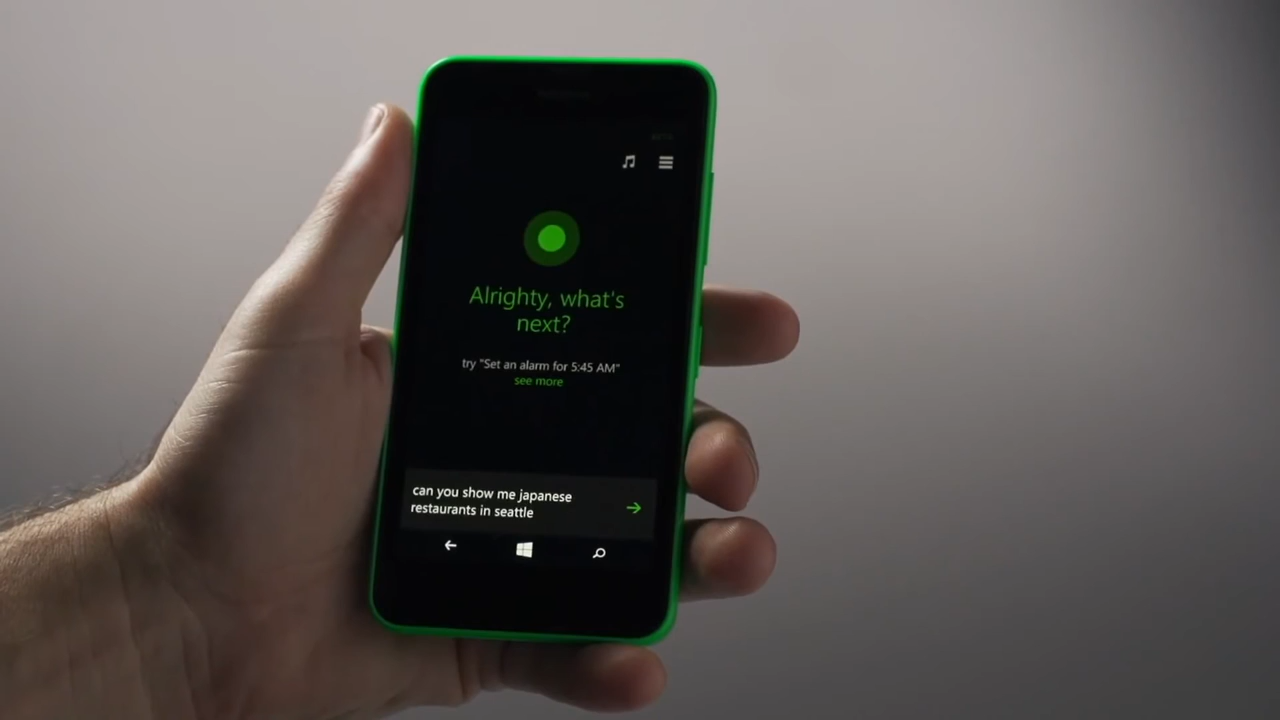 Alrighty, what's
next?
try "Set an alarm for 5:45 AM"
see more
can you show me japanese
restaurants in seattle